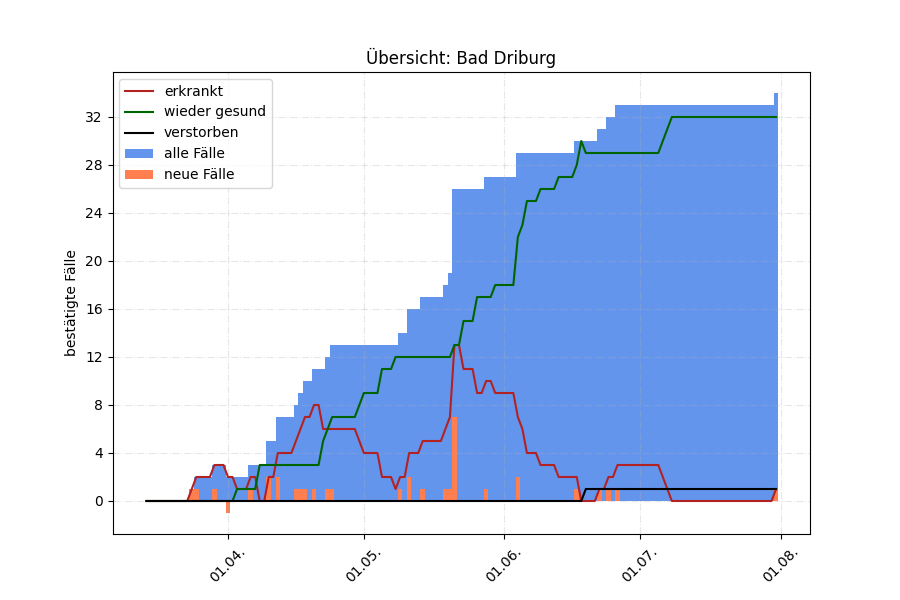 Übersicht: Bad Driburg
erkrankt
wieder gesund
verstorben
alle Fälle
neue Fälle
bestätigte Fälle
32
28
24
20
16
12
8
4
0
01.04.
01.05.
01.06.
01.07.
01.08.